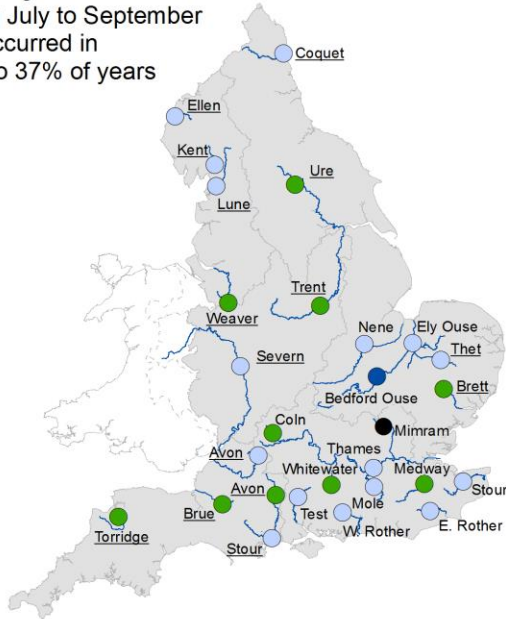 July to September
ccurred in
o 37% of years
Coquet
Ellen
Kent
Ure
Lune
Trent
Weaver
Nene
Ely Ouse
Thet
Severn
Bedford Ouse
Brett
Coln
Mimram
Avon
Thames
Whitewater
Medway
Avon
Stour
Brue
Test
Mole
Torridge
W. Rother
E. Rother
Stour